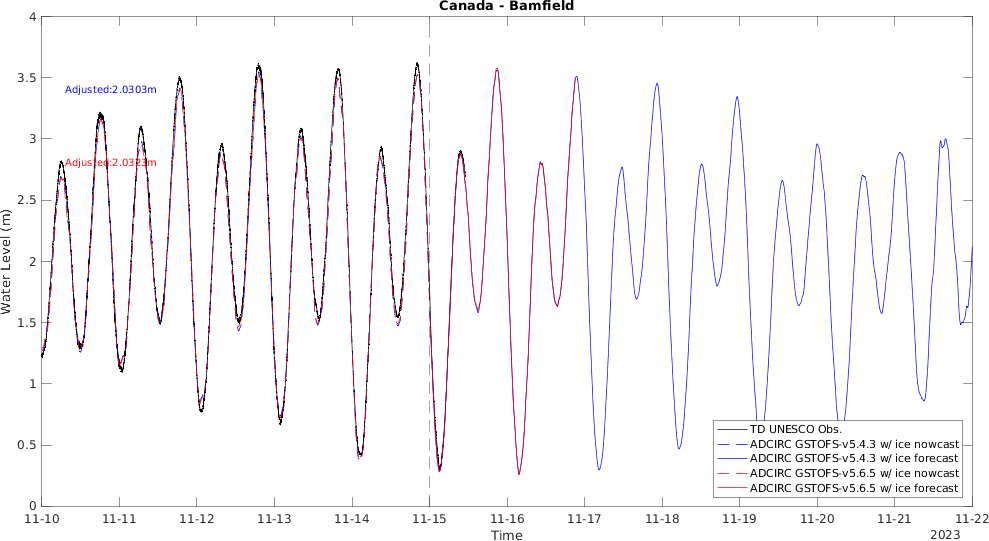 Canada - Bamfield
4
3.5
3
2.5
2
1.5
1
0.5
0
Water Level (m)
Adjusted:2.0303m
Adjusted:2.0323m
TD UNESCO Obs.
ADCIRC GSTOFS-v5.4.3 w/ ice nowcast
ADCIRC GSTOFS-v5.4.3 w/ ice forecast
ADCIRC GSTOFS-v5.6.5 w/ ice nowcast
ADCIRC GSTOFS-v5.6.5 w/ ice forecast
11-10 11-11 11-12 11-13 11-14 11-15 11-16 11-17 11-18 11-19 11-20 11-21 11-22
Time
2023